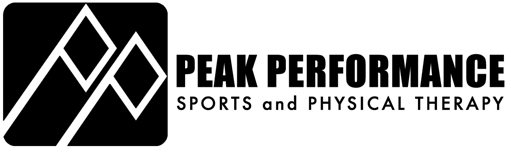 PEAK PERFORMANCE
SPORTS and PHYSICAL THERAPY